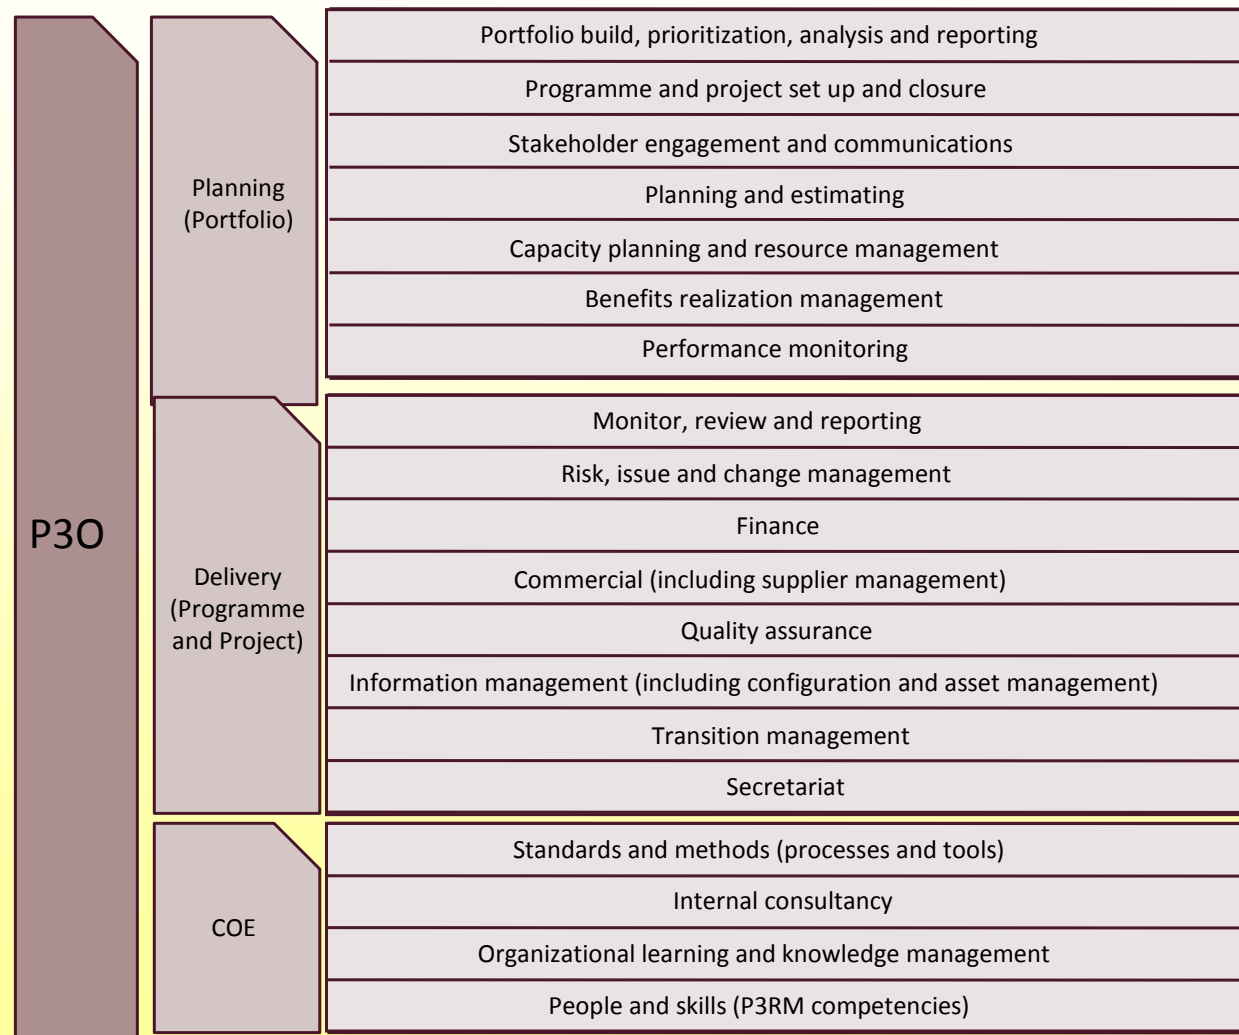 P3O
Planning
(Portfolio)
Portfolio build, prioritization, analysis and reporting
Programme and project set up and closure
Stakeholder engagement and communications
Planning and estimating
Capacity planning and resource management
Benefits realization management
Performance monitoring
Delivery
(Programme
and Project)
Monitor, review and reporting
Risk, issue and change management
Finance
Commercial (including supplier management)
Quality assurance
Information management (including configuration and asset management)
Transition management
Secretariat
COE
Standards and methods (processes and tools)
Internal consultancy
Organizational learning and knowledge management
People and skills (P3RM competencies)